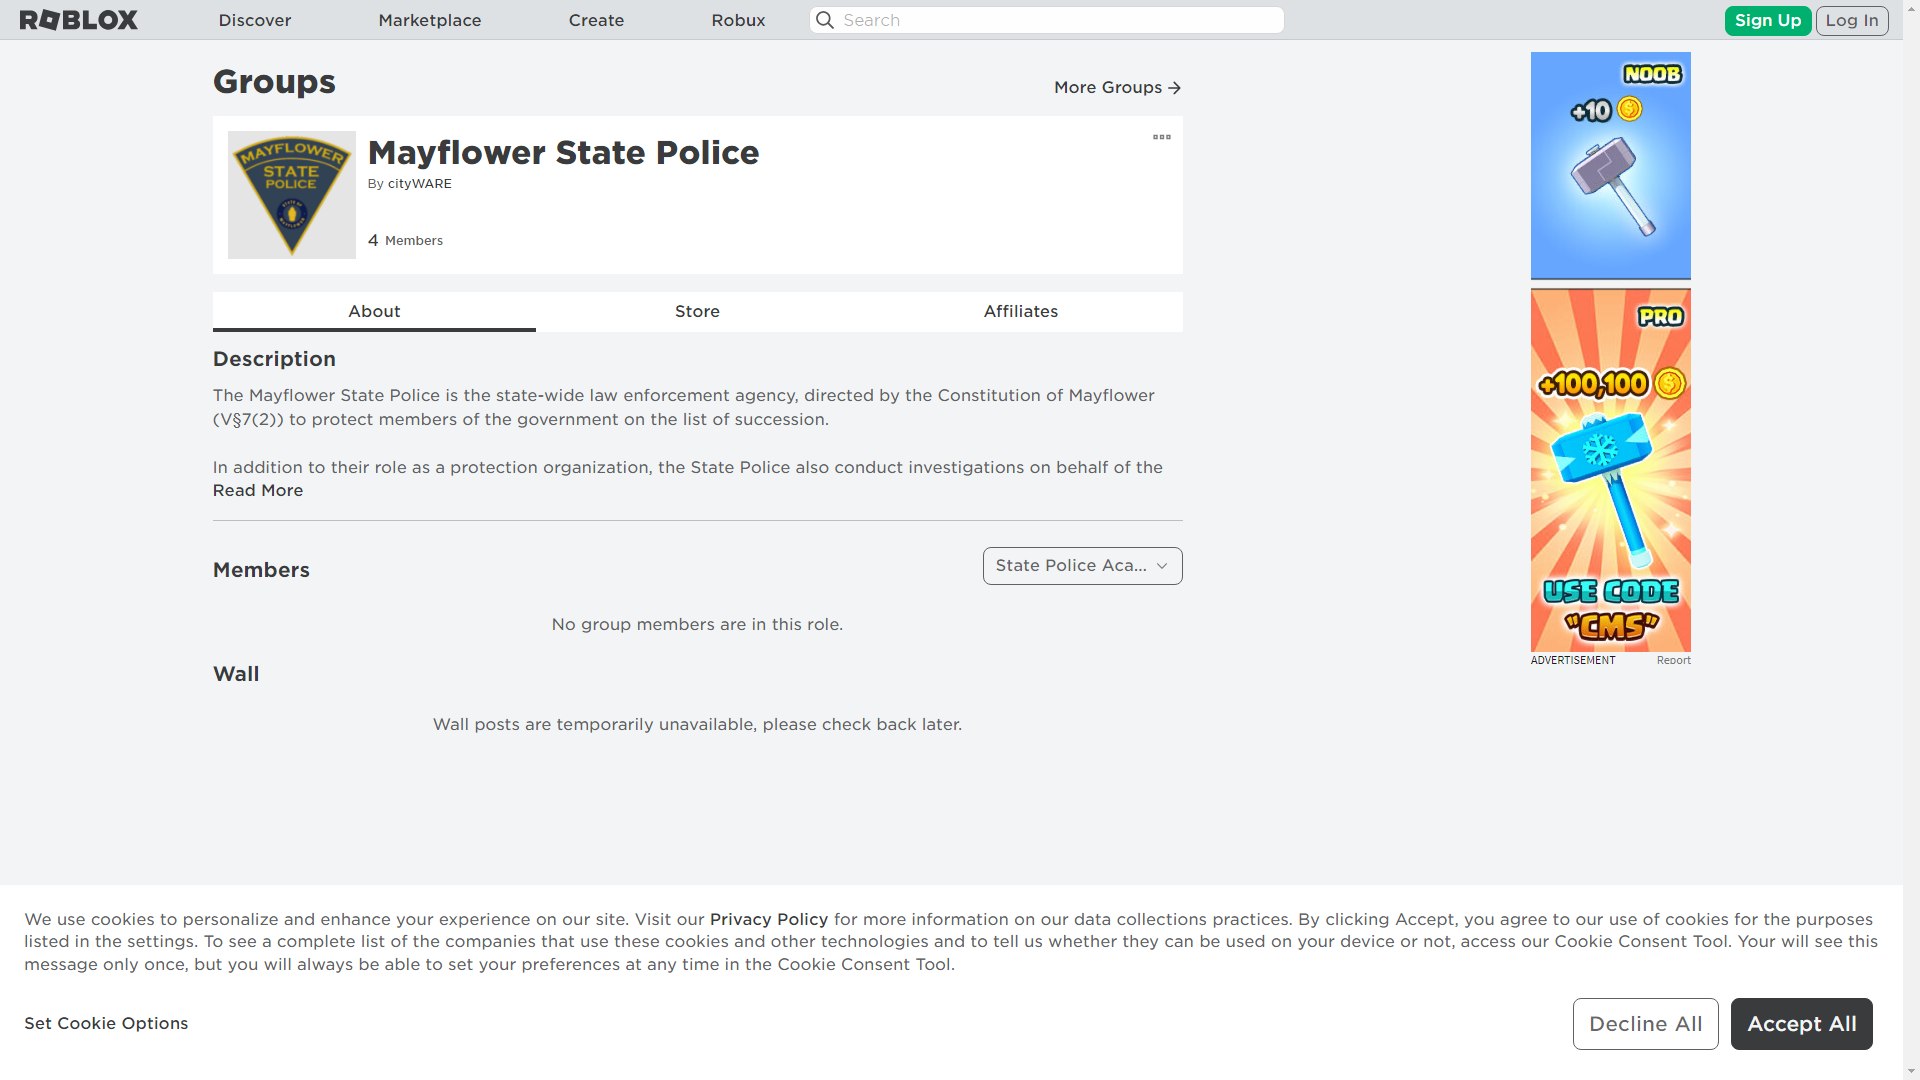 ROBLOX
Discover
Marketplace
Create
Robux
Search
Sign Up
Log In
Groups
More Groups
MAYFLOWER
STATE
POLICE
Mayflower State Police
By cityWARE
4 Members
About
Store
Affiliates
Description
The Mayflower State Police is the state-wide law enforcement agency, directed by the Constitution of Mayflower
(V§7(2)) to protect members of the government on the list of succession.
In addition to their role as a protection organization, the State Police also conduct investigations on behalf of the
Read More
Members
State Police Aca...
No group members are in this role.
Wall
Wall posts are temporarily unavailable, please check back later.
NOOB
+10
PRO
+100,100
USE CODE
"CMS"
ADVERTISEMENT
Report
We use cookies to personalize and enhance your experience on our site. Visit our Privacy Policy for more information on our data collections practices. By clicking Accept, you agree to our use of cookies for the purposes
listed in the settings. To see a complete list of the companies that use these cookies and other technologies and to tell us whether they can be used on your device or not, access our Cookie Consent Tool. Your will see this
message only once, but you will always be able to set your preferences at any time in the Cookie Consent Tool.
Set Cookie Options
Decline All
Accept All